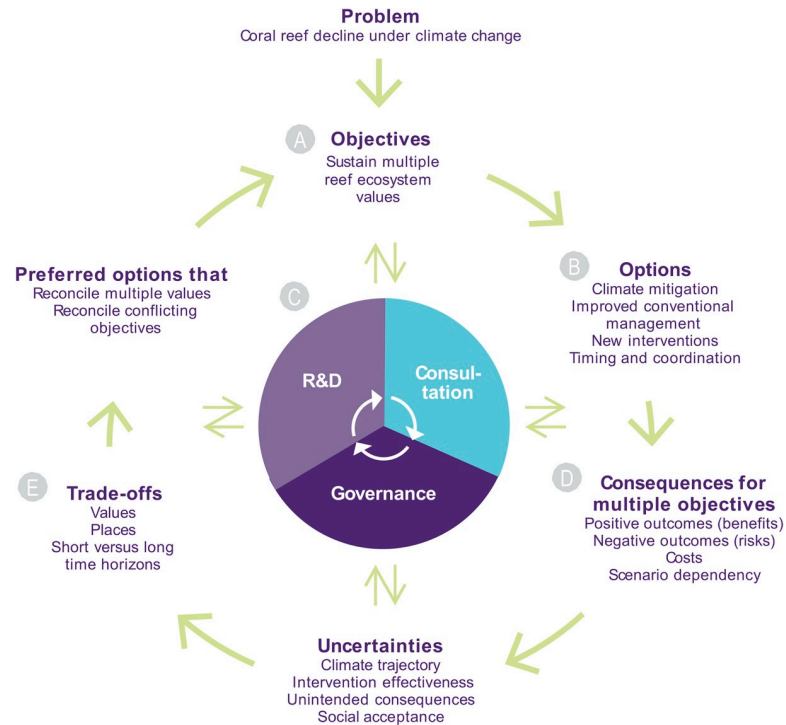 Problem
Coral reef decline under climate change
A
Objectives
Sustain multiple
reef ecosystem
values
B
Options
Climate mitigation
Improved conventional
management
New interventions
Timing and coordination
Preferred options that
Reconcile multiple values
Reconcile conflicting
objectives
C
R&D
Consul-
tation
Governance
D
Consequences for
multiple objectives
Positive outcomes (benefits)
Negative outcomes (risks)
Costs
Scenario dependency
E
Trade-offs
Values
Places
Short versus long
time horizons
Uncertainties
Climate trajectory
Intervention effectiveness
Unintended consequences
Social acceptance